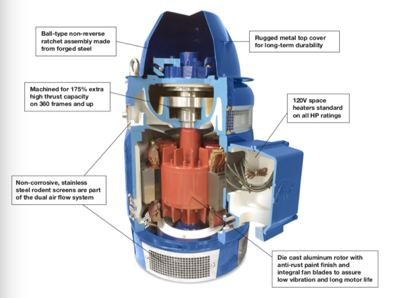 Ball-type non-reverse
ratchet assembly made
from forged steel
Rugged metal top cover
for long-term durability
Machined for 175% extra
high thrust capacity
on 360 frames and up
120V space
heaters standard
on all HP ratings
Non-corrosive, stainless
steel rodent screens are part
of the dual air flow system
Die cast aluminum rotor with
anti-rust paint finish and
integral fan blades to assure
low vibration and long motor life